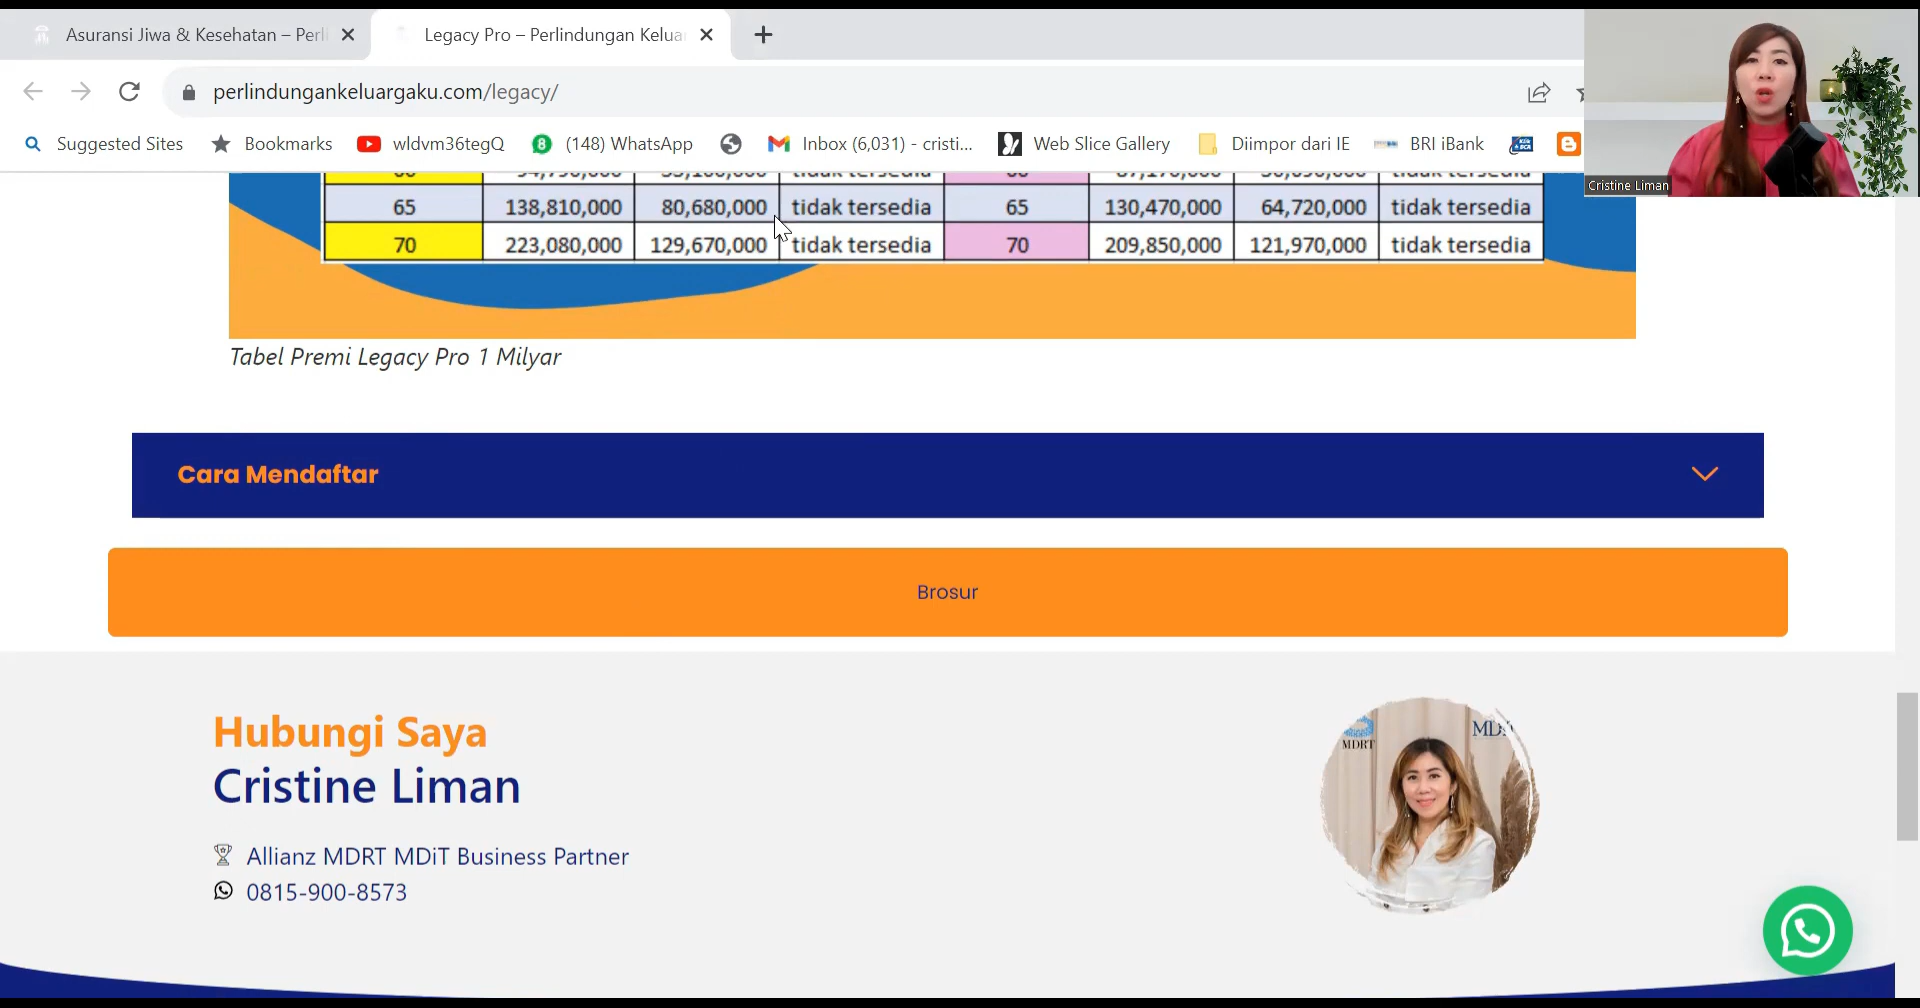 Asuransi Jiwa & Kesehatan – Perli
Legacy Pro – Perlindungan Kelua
perlindungankeluargaku.com/legacy/
Suggested Sites
Bookmarks
wldvm36tegQ
(148) WhatsApp
Inbox (6,031) - cristi...
Web Slice Gallery
Diimpor dari IE
BRI iBank
Cristine Liman
65 138,810,000 80,680,000 tidak tersedia 65 130,470,000 64,720,000 tidak tersedia
70 223,080,000 129,670,000 tidak tersedia 70 209,850,000 121,970,000 tidak tersedia
Tabel Premi Legacy Pro 1 Milyar
Cara Mendaftar
Brosur
Hubungi Saya
Cristine Liman
MDRT
Allianz MDRT MDiT Business Partner
0815-900-8573